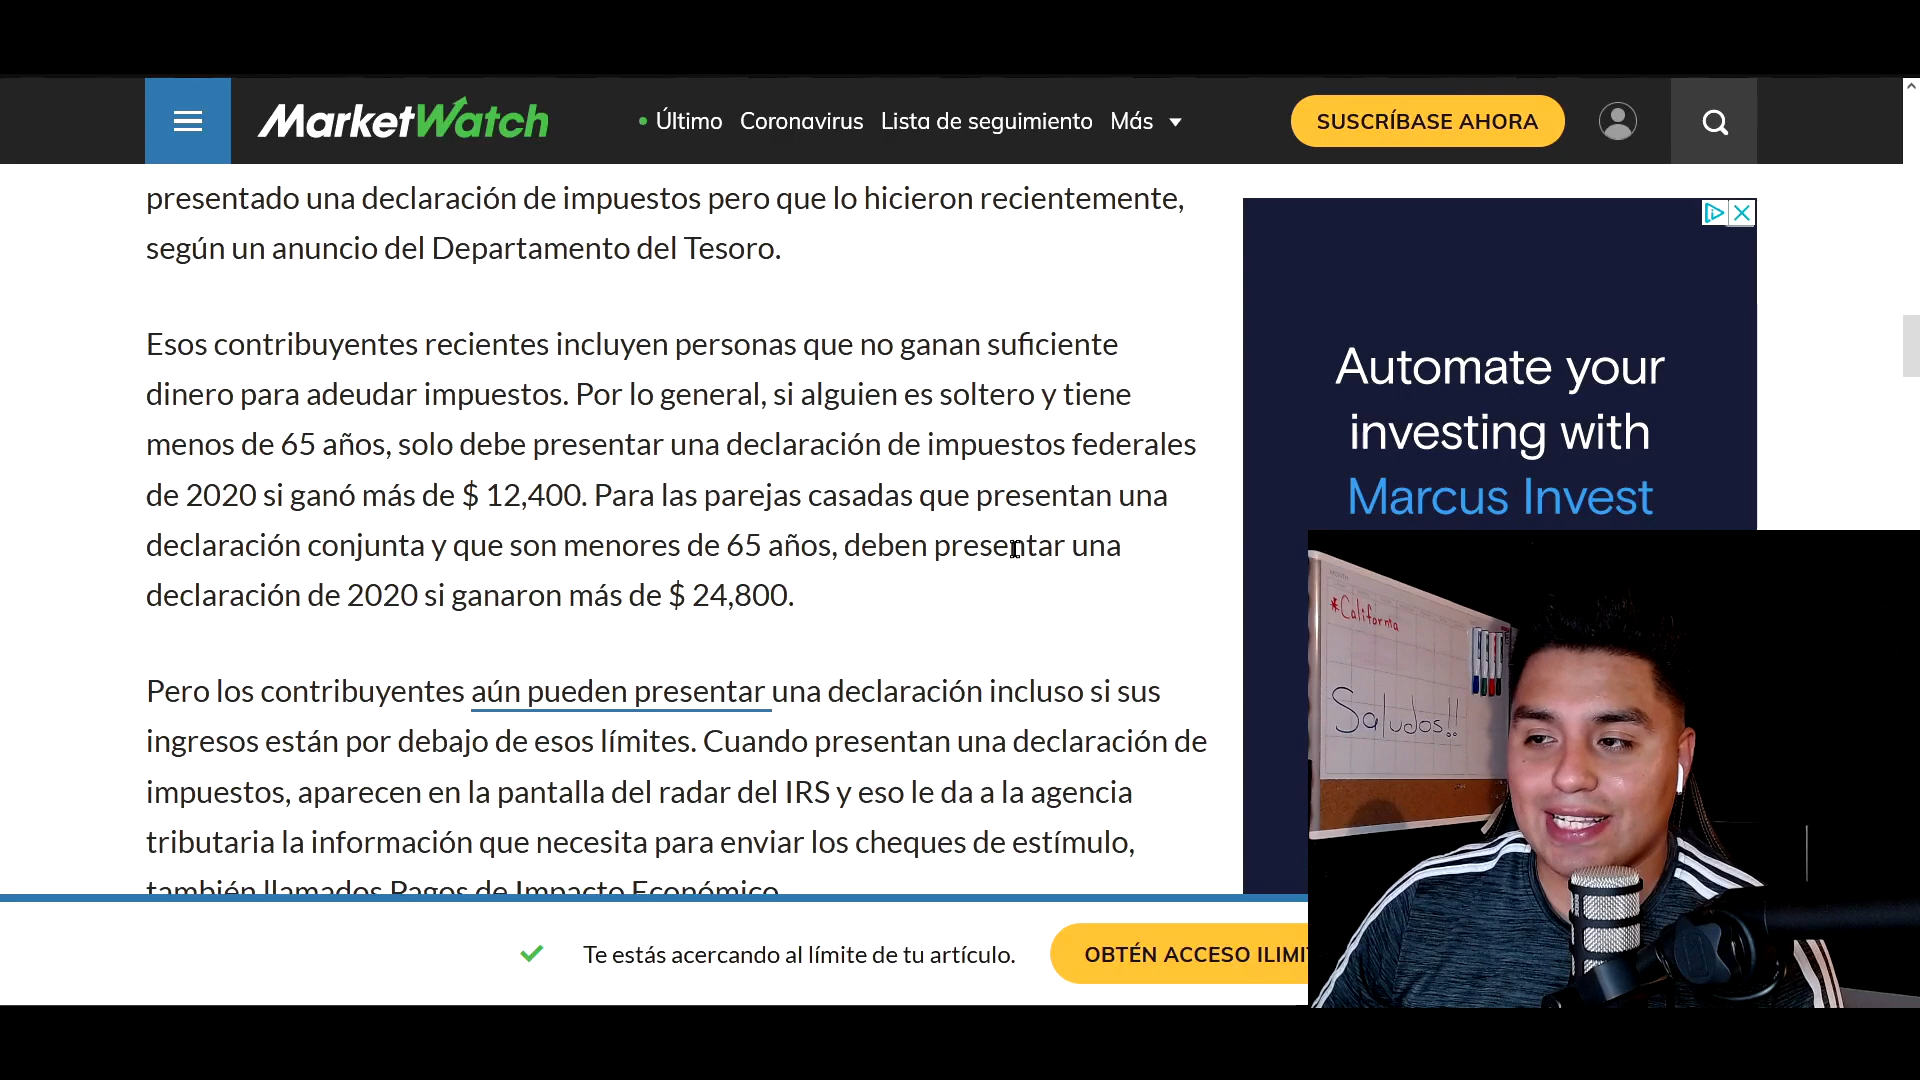 MarketWatch
Último Coronavirus Lista de seguimiento Más
SUSCRÍBASE AHORA
presentado una declaración de impuestos pero que lo hicieron recientemente,
según un anuncio del Departamento del Tesoro.
Esos contribuyentes recientes incluyen personas que no ganan suficiente
dinero para adeudar impuestos. Por lo general, si alguien es soltero y tiene
menos de 65 años, solo debe presentar una declaración de impuestos federales
de 2020 si ganó más de $ 12,400. Para las parejas casadas que presentan una
declaración conjunta y que son menores de 65 años, deben presentar una
declaración de 2020 si ganaron más de $ 24,800.
Pero los contribuyentes aún pueden presentar una declaración incluso si sus
ingresos están por debajo de esos límites. Cuando presentan una declaración de
impuestos, aparecen en la pantalla del radar del IRS y eso le da a la agencia
tributaria la información que necesita para enviar los cheques de estímulo,
también llamados Pagos de Impacto Económico
Automate your
investing with
Marcus Invest
MONTH
*California
Saludos!!
Te estás acercando al límite de tu artículo.
OBTÉN ACCESO